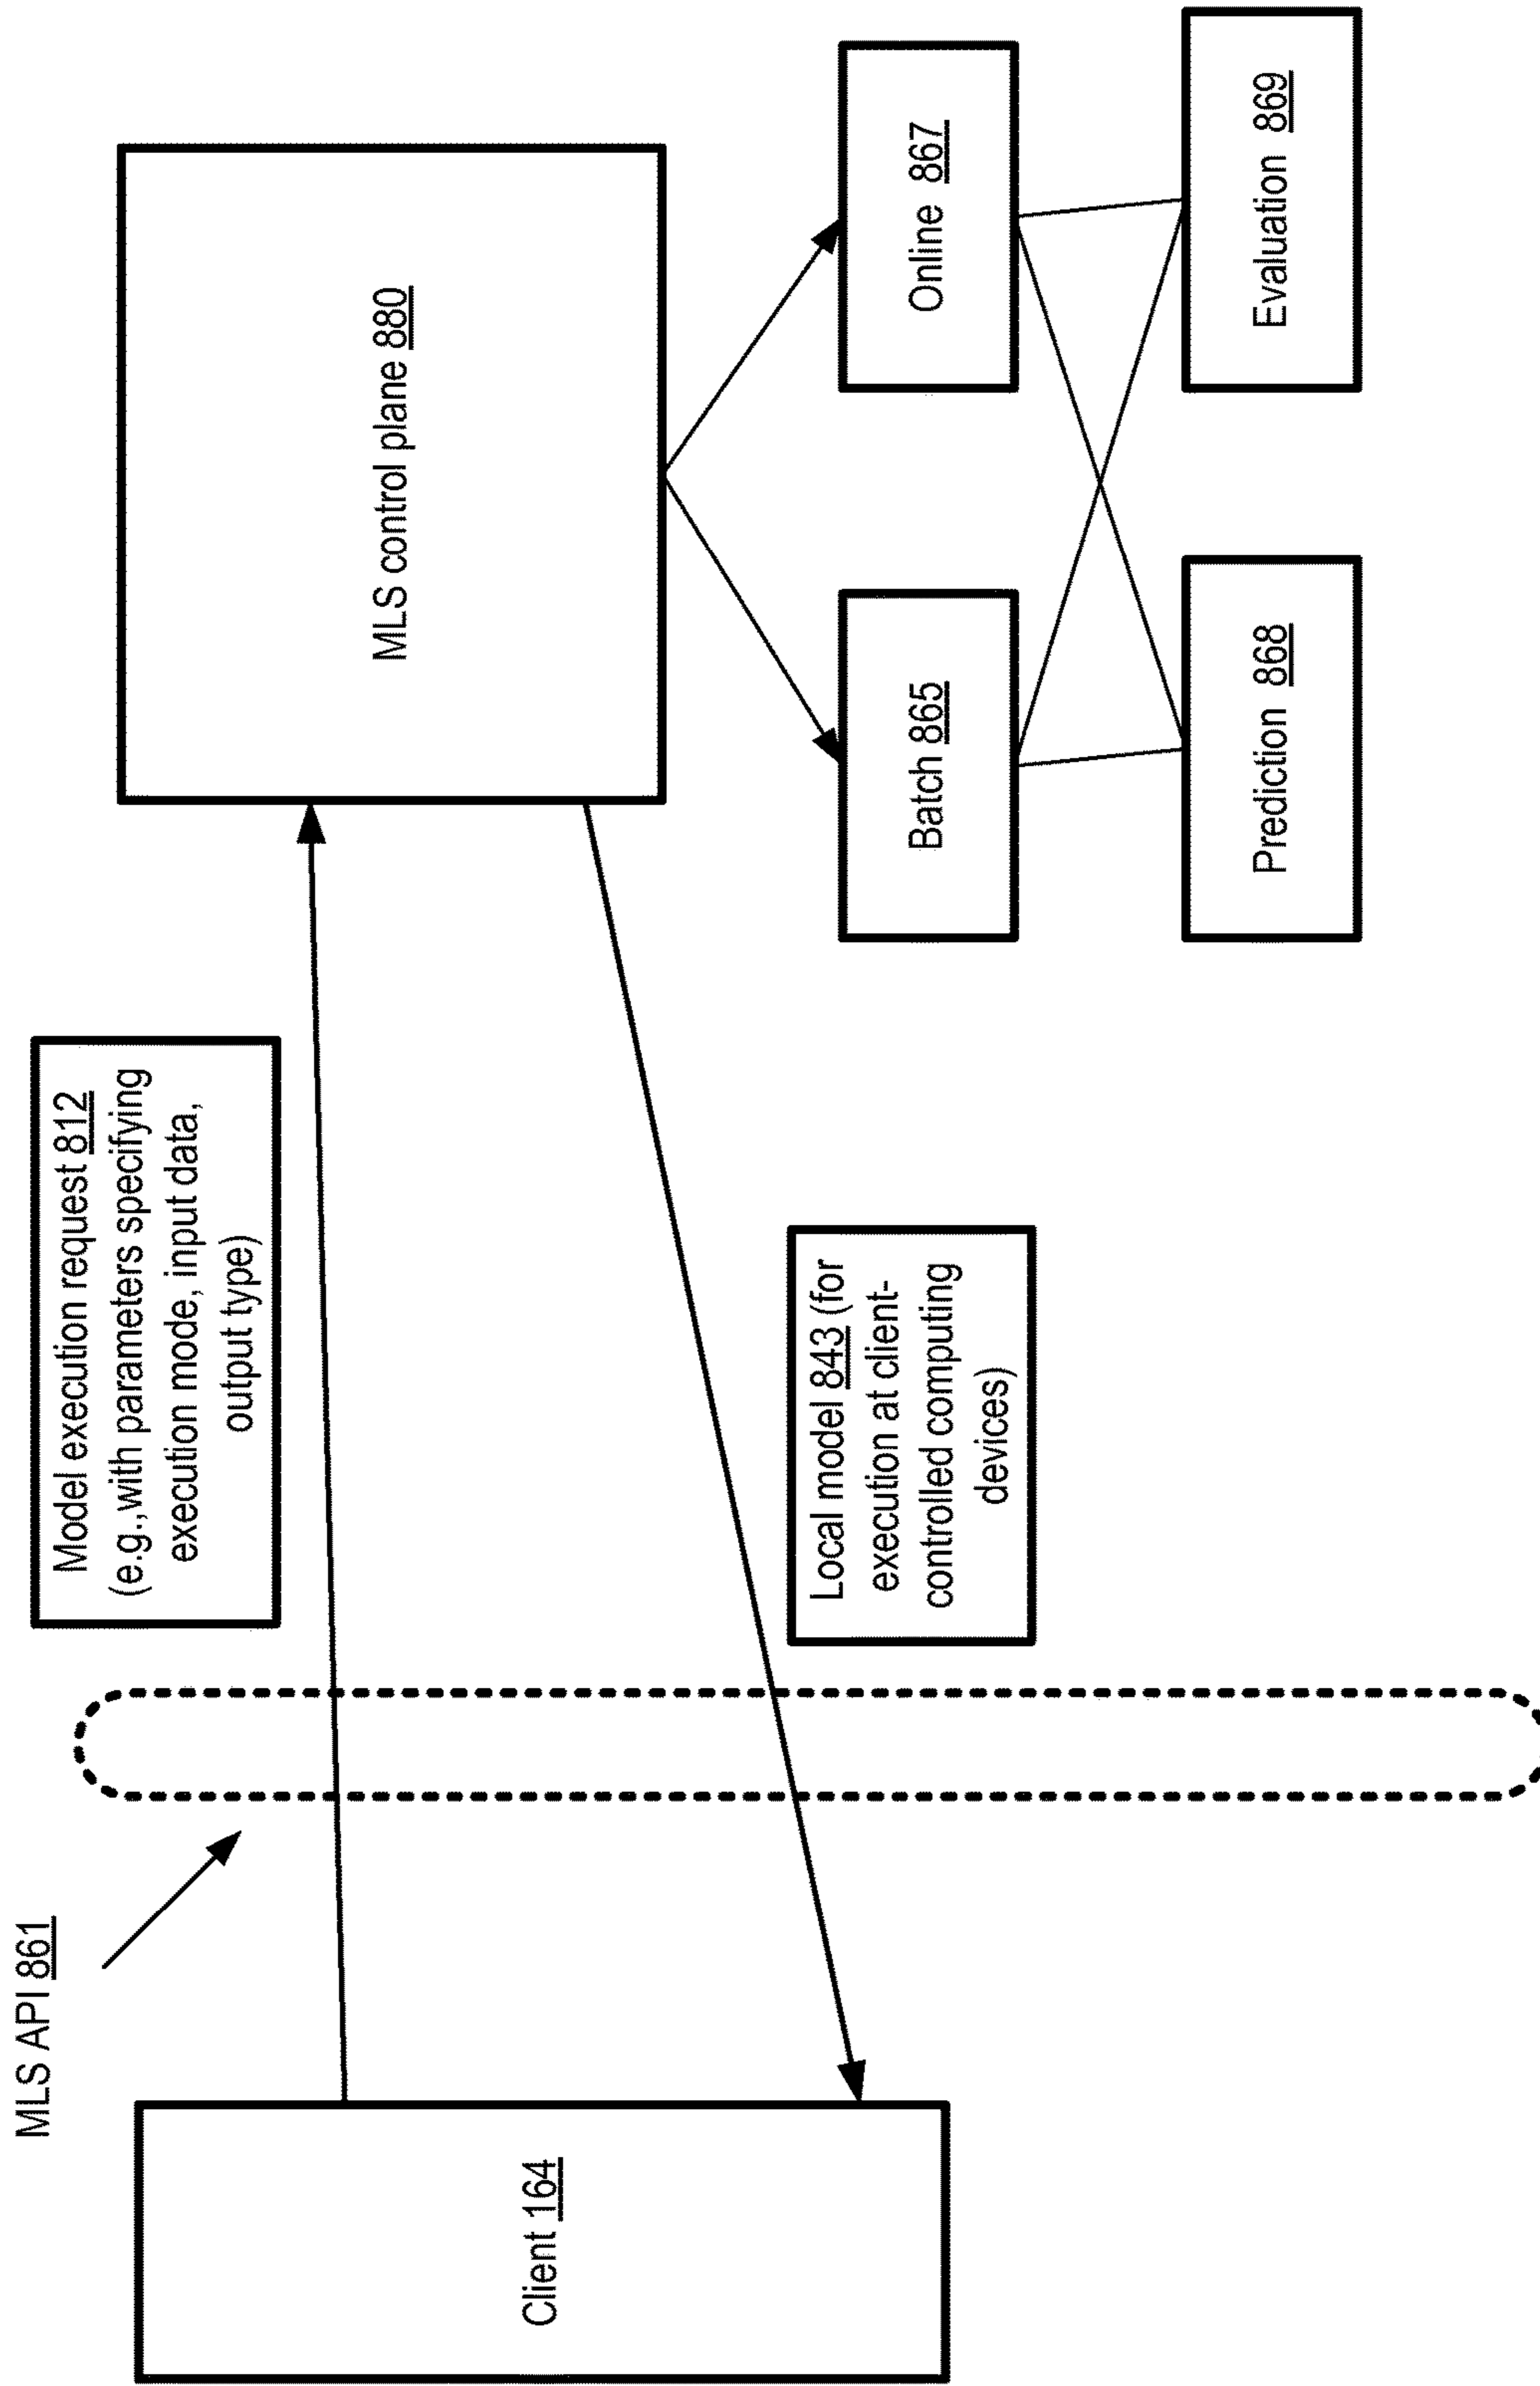 MLS API 861
Model execution request 812
(e.g.,with parameters specifying
execution mode, input data,
output type)
MLS control plane 880
Client 164
Local model 843 (for
execution at client-
controlled computing
devices)
Batch 865
Online 867
Prediction 868
Evaluation 869